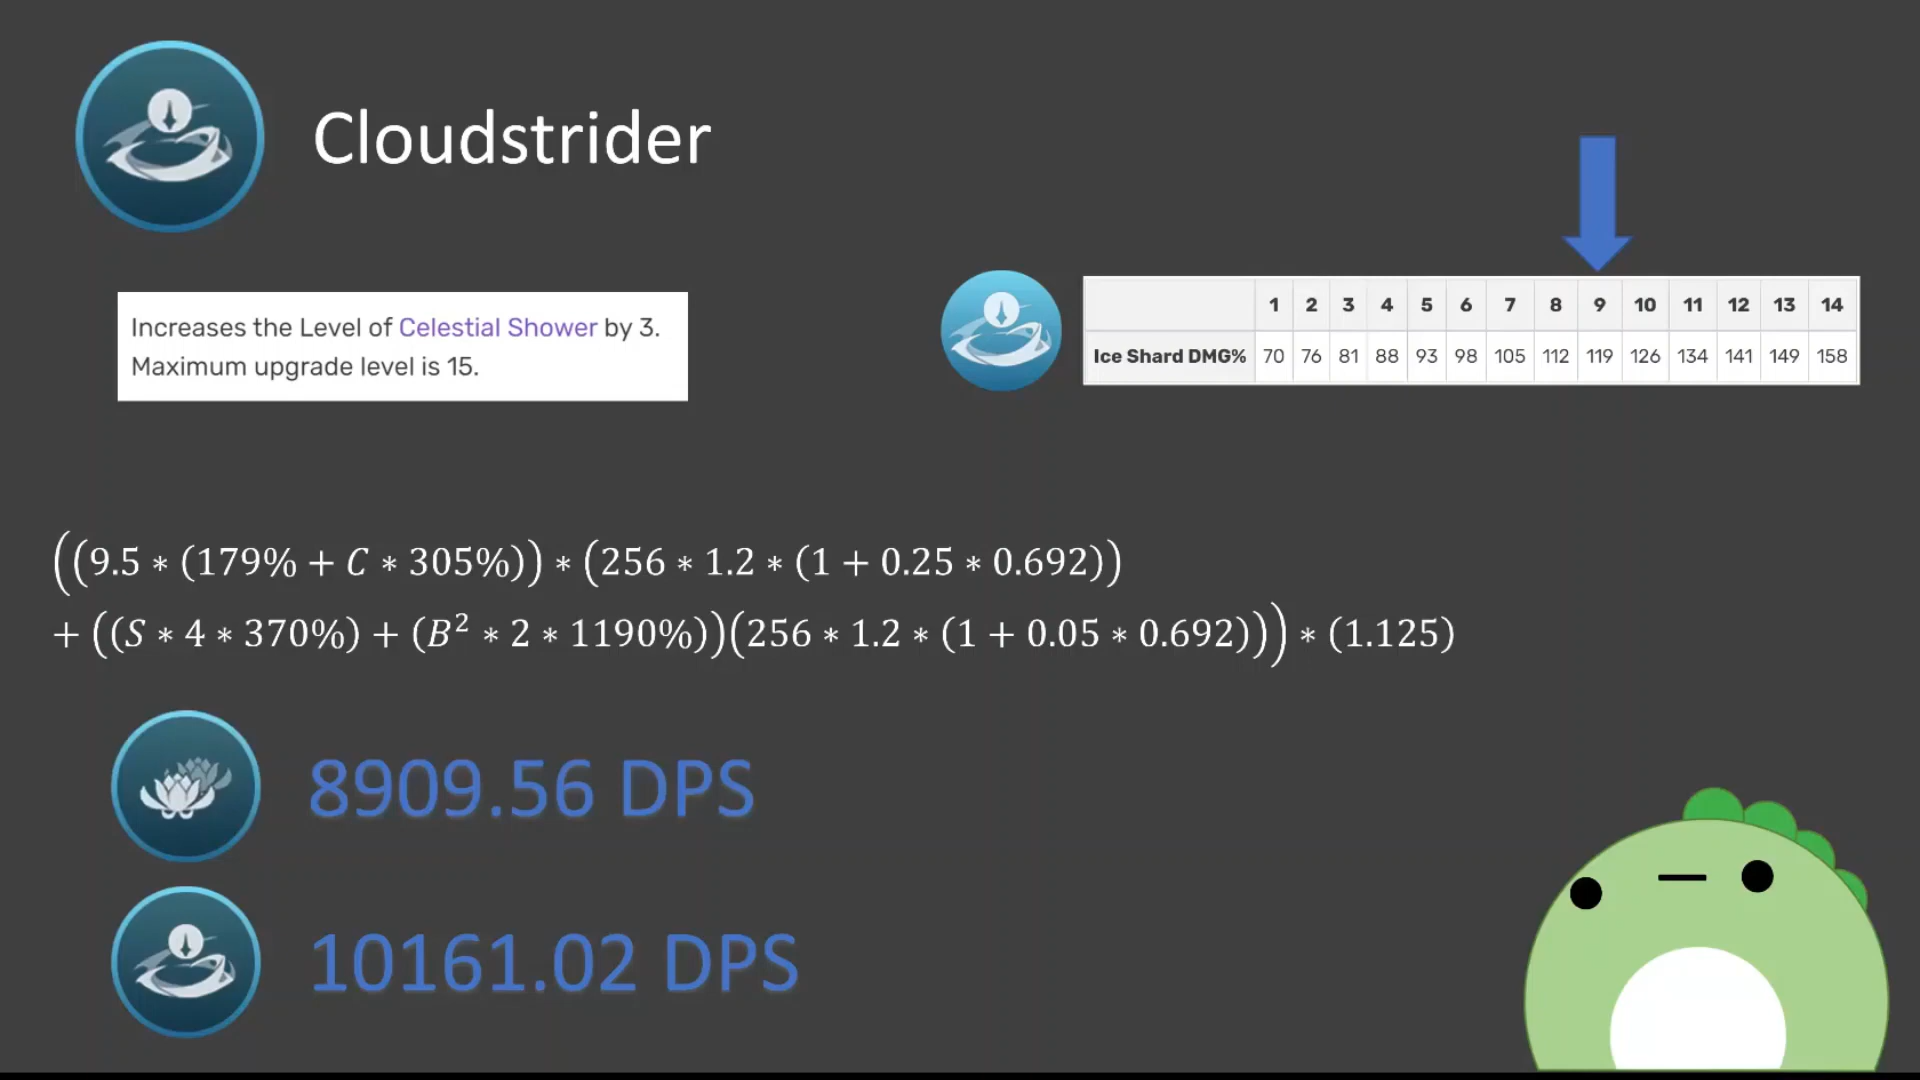 Cloudstrider
Increases the Level of Celestial Shower by 3.
Maximum upgrade level is 15.
1 2 3 4 5 6 7 8 9 10 11 12 13 14
Ice Shard DMG% 70 76 81 88 93 98 105 112 119 126 134 141 149 158
((9.5 * (179% + C * 305%)) * (256 * 1.2 * (1 + 0.25 * 0.692))
+ ((S * 4 * 370%) + (B² * 2 * 1190%))(256 * 1.2 * (1 + 0.05 * 0.692))) * (1.125)
8909.56 DPS
10161.02 DPS